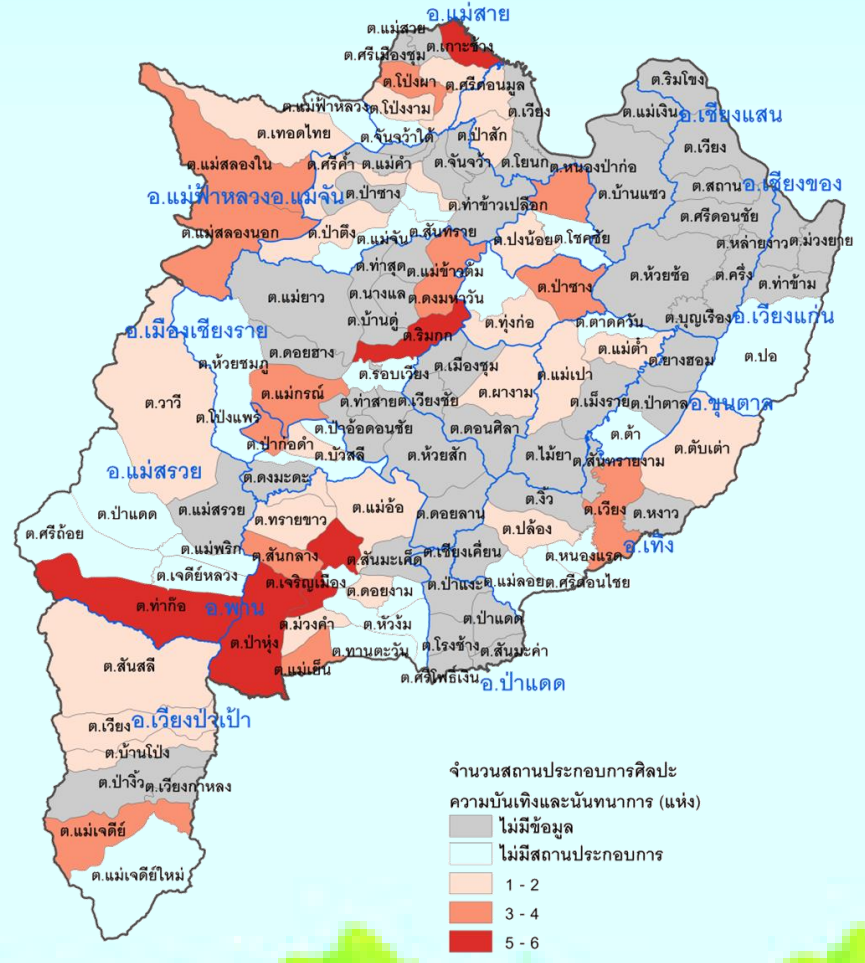 อ.แม่สาย
ต.แม่สาย
ต.เกาะช้าง
ต.ศรีเมืองชุม
ต.โป่งผา
ต.ศรีดอนมูล
ต.ริมโขง
ต.แม่ฟ้าหลวง
ต.โป่งงาม
ต.เวียง
ต.แม่เงิน
อ.เชียงแสน
ต.เทอดไทย
ต.จันจว้าใต้
ต.ป่าสัก
ต.เวียง
ต.แม่สลองใน
ต.ศรีค้ำ
ต.แม่คำ
ต.จันจว้า
ต.โยนก
ต.หนองป่าก่อ
อ.แม่ฟ้าหลวง
อ.แม่จัน
ต.ป่าซาง
ต.ท่าข้าวเปลือก
ต.บ้านแซว
ต.สถาน
อ.เชียงของ
ต.ศรีดอนชัย
ต.แม่สลองนอก
ต.ป่าตึง
ต.แม่จัน
ต.สันทราย
ต.ปงน้อย
ต.โชคชัย
ต.หล่ายงาว
ต.ม่วงยาย
ต.ท่าสุด
ต.แม่ข้าวต้ม
ต.ห้วยซ้อ
ต.ครึ่ง
ต.ท่าข้าม
ต.แม่ยาว
ต.นางแล
ต.ดงมหาวัน
ต.ป่าซาง
อ.เมืองเชียงราย
ต.บ้านดู่
ต.ริมกก
ต.ทุ่งก่อ
ต.ตาดควัน
ต.บุญเรือง
อ.เวียงแก่น
ต.ห้วยชมภู
ต.ดอยฮาง
ต.รอบเวียง
ต.เมืองชุม
ต.แม่ต๋ำ
ต.ยางฮอม
ต.ปอ
ต.วาวี
ต.แม่กรณ์
ต.ผางาม
ต.แม่เปา
ต.โป่งแพร่
ต.ท่าสาย
ต.เวียงชัย
ต.เม็งราย
ต.ป่าตาล
อ.ขุนตาล
ต.ป่าก่อดำ
ต.ป่าอ้อดอนชัย
ต.ดอนศิลา
ต.ต้า
ต.บัวสลี
ต.ห้วยสัก
ต.ไม้ยา
ต.สันทรายงาม
ต.ตับเต่า
อ.แม่สรวย
ต.ดงมะดะ
ต.ป่าแดด
ต.แม่สรวย
ต.ทรายขาว
ต.แม่อ้อ
ต.ดอยลาน
ต.งิ้ว
ต.เวียง
ต.หงาว
ต.ศรีถ้อย
ต.ปล้อง
อ.เทิง
ต.แม่พริก
ต.สันกลาง
ต.สันมะเค็ด
ต.เชียงเคี่ยน
ต.หนองแรด
ต.เจดีย์หลวง
ต.เจริญเมือง
ต.ดอยงาม
ต.ป่าแงะ
ต.แม่ลอย
ต.ศรีดอนไชย
ต.ท่าก๊อ
อ.พาน
ต.ม่วงคำ
ต.หัวง้ม
ต.ป่าแดด
ต.ป่าหุ่ง
ต.ทานตะวัน
ต.โรงช้าง
ต.สันมะค่า
ต.สันสลี
ต.แม่เย็น
ต.ศรีโพธิ์เงิน
อ.ป่าแดด
ต.เวียง
อ.เวียงป่าเป้า
ต.บ้านโป่ง
ต.ป่างิ้ว
ต.เวียงกาหลง
ต.แม่เจดีย์
ต.แม่เจดีย์ใหม่
จำนวนสถานประกอบการศิลปะ
ความบันเทิงและนันทนาการ (แห่ง)
ไม่มีข้อมูล
ไม่มีสถานประกอบการ
1 - 2
3 - 4
5 - 6